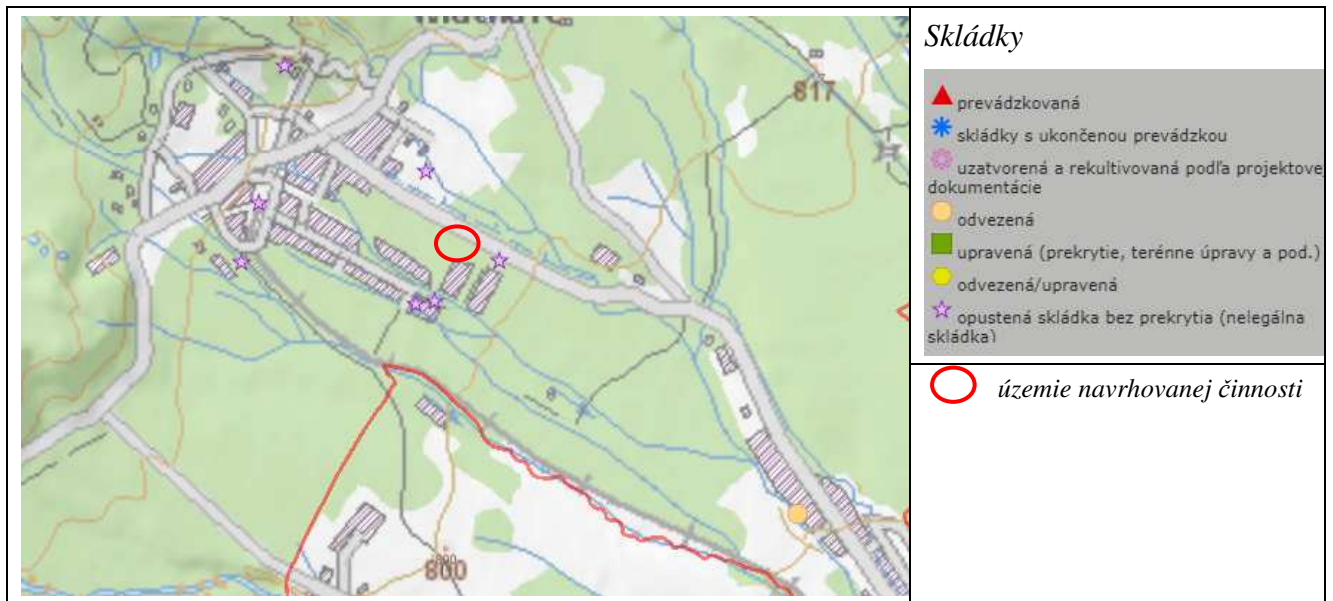 817
800
Skládky
prevádzkovaná
skládky s ukončenou prevádzkou
uzatvorená a rekultivovaná podľa projektove
dokumentácie
odvezená
upravená (prekrytie, terénne úpravy a pod.)
odvezená/upravená
opustená skládka bez prekrytia (nelegálna
skládka)
územie navrhovanej činnosti